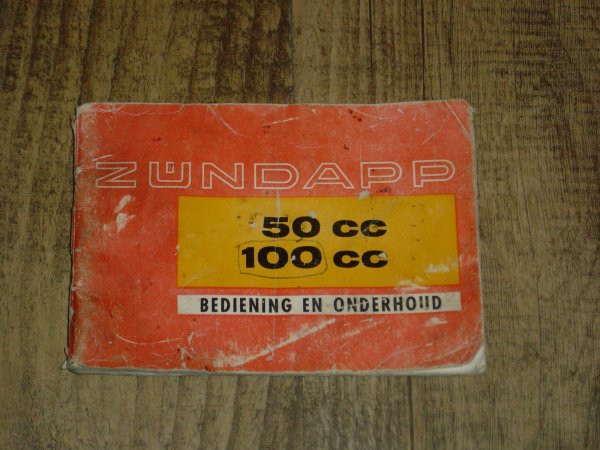 ZÜNDAPP
50 cc
100 cc
BEDIENING EN ONDERHOUD